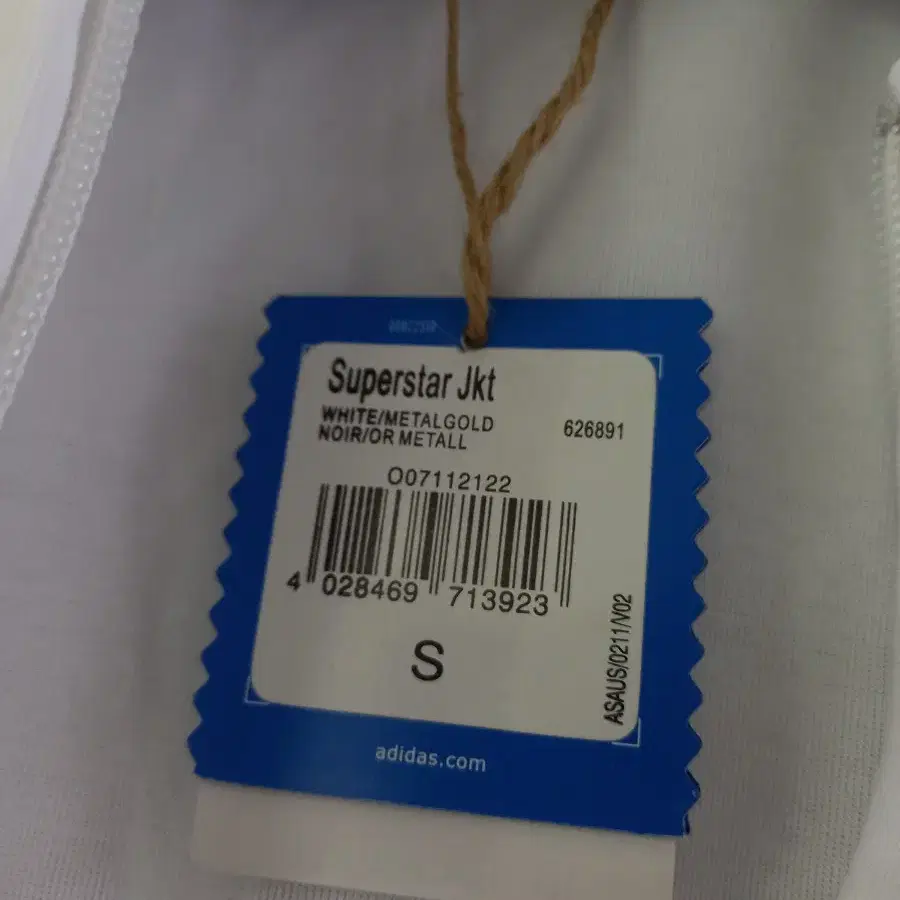 Superstar Jkt
WHITE/METALGOLD
NOIR/OR METALL
626891
O07112122
4 028469 713923
S
ASAUS/0211/V02
adidas.com